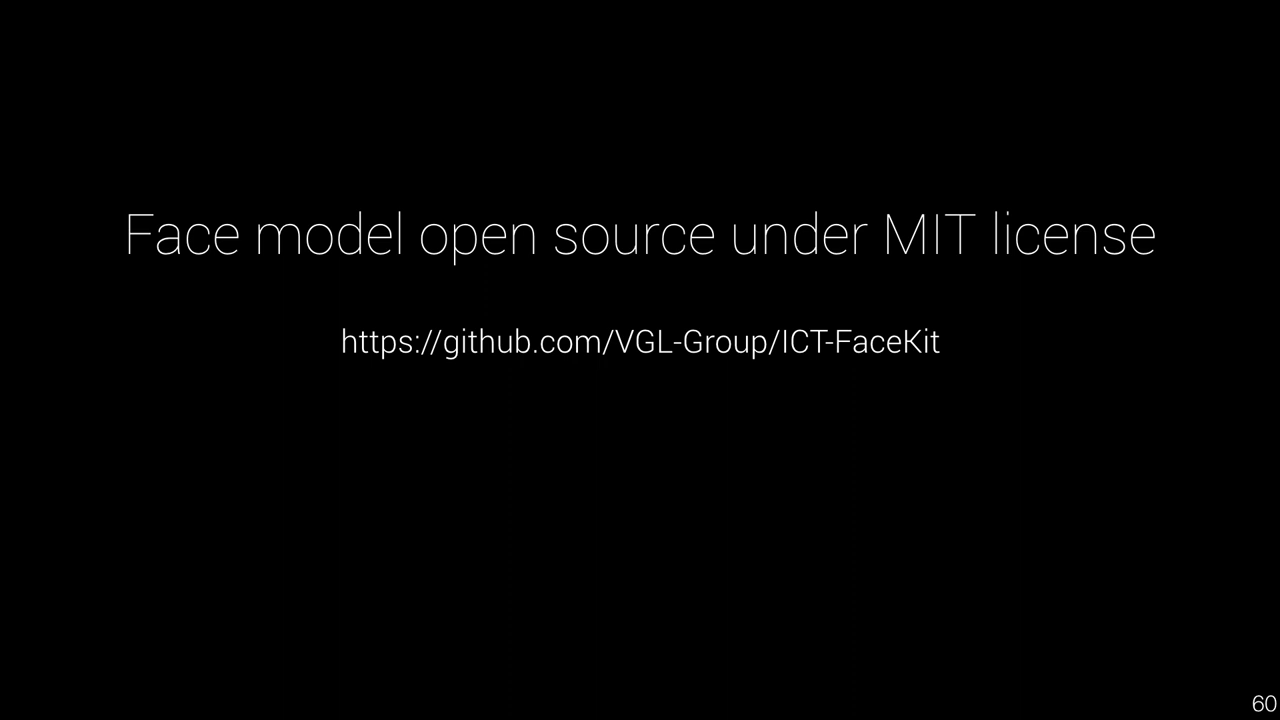 Face model open source under MIT license
https://github.com/VGL-Group/ICT-FaceKit
60